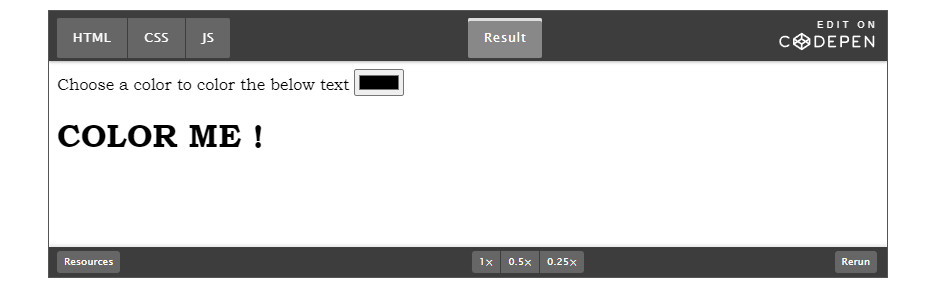 HTML CSS JS Result EDIT ON
CODEPEN
Choose a color to color the below text
COLOR ME !
Resources 1× 0.5× 0.25× Rerun